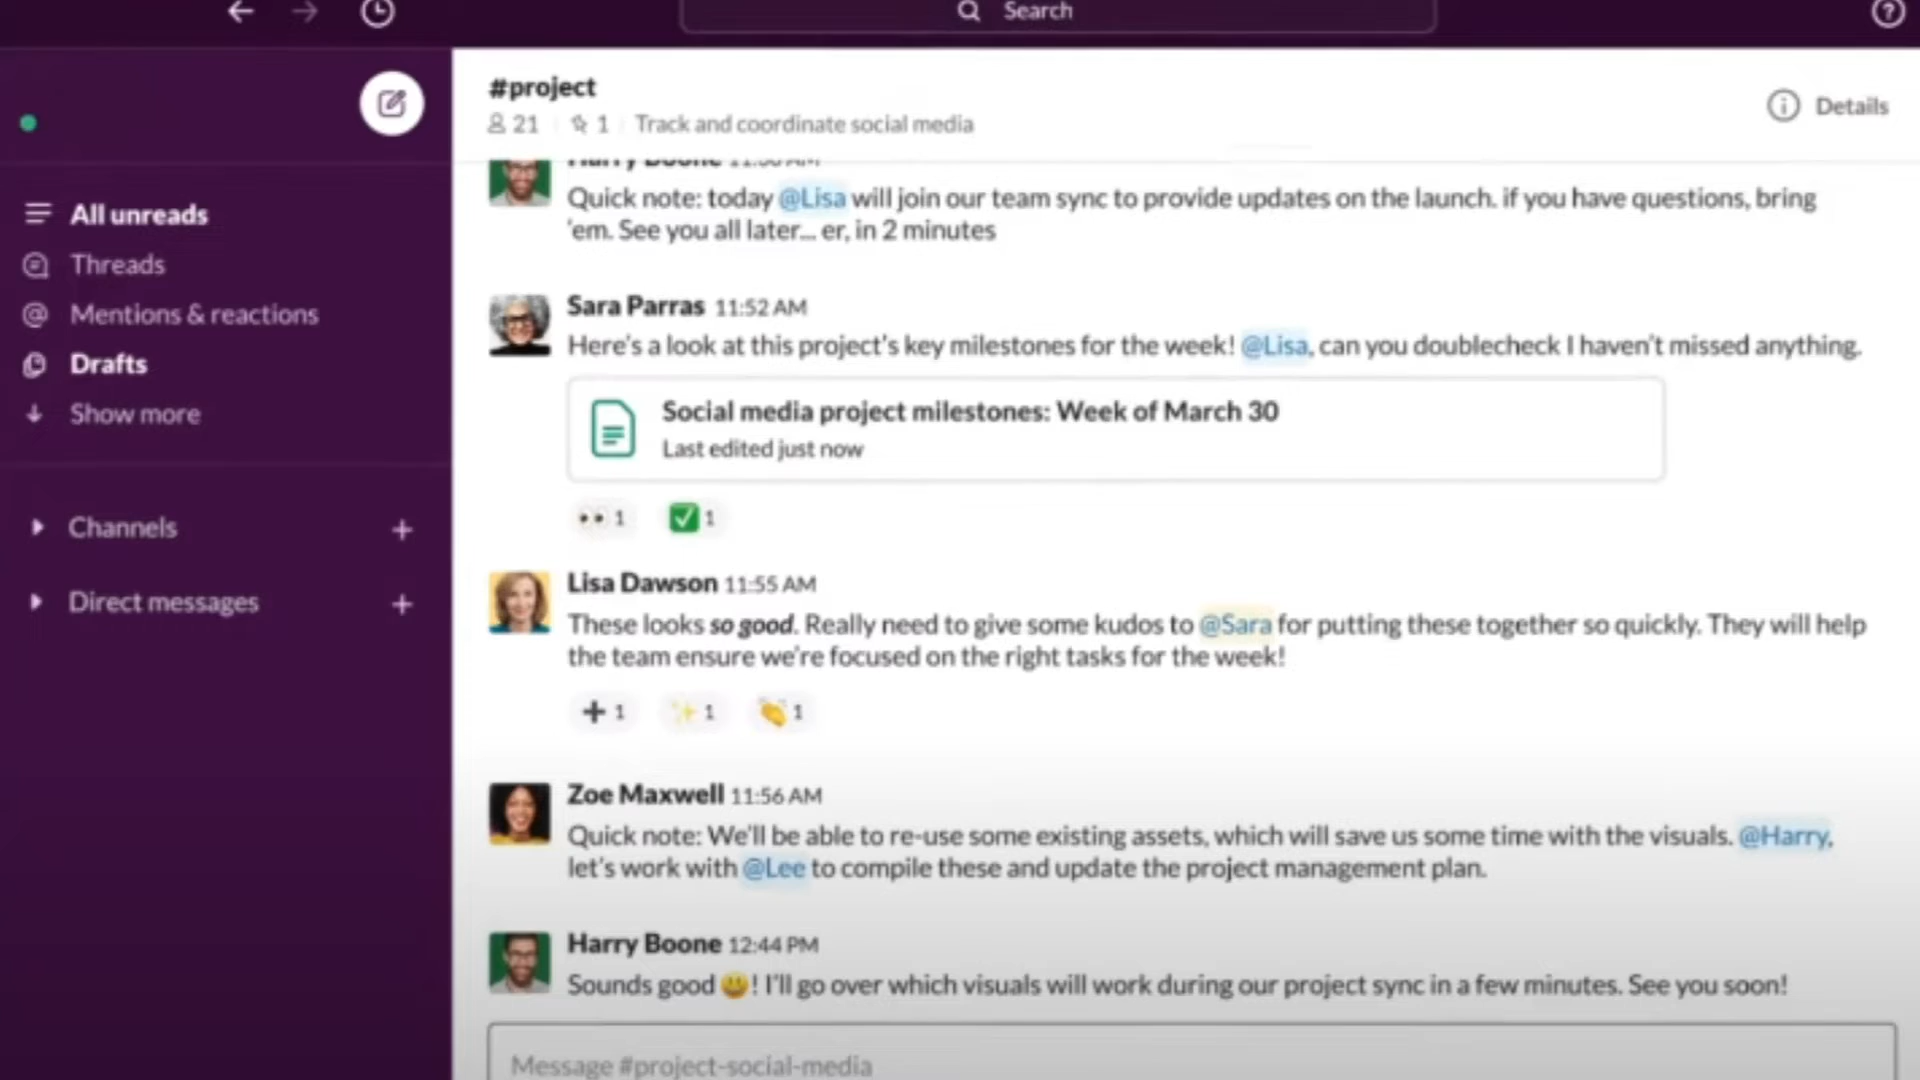 Search
#project
21 1 Track and coordinate social media
Details
All unreads
Threads
Mentions & reactions
Drafts
Show more
Channels +
Direct messages +
Harry Boone
Quick note: today @Lisa will join our team sync to provide updates on the launch. if you have questions, bring
'em. See you all later... er, in 2 minutes
Sara Parras 11:52 AM
Here's a look at this project's key milestones for the week! @Lisa, can you doublecheck I haven't missed anything.
Social media project milestones: Week of March 30
Last edited just now
1 1
Lisa Dawson 11:55 AM
These looks so good. Really need to give some kudos to @Sara for putting these together so quickly. They will help
the team ensure we're focused on the right tasks for the week!
1 1 1
Zoe Maxwell 11:56 AM
Quick note: We'll be able to re-use some existing assets, which will save us some time with the visuals. @Harry,
let's work with @Lee to compile these and update the project management plan.
Harry Boone 12:44 PM
Sounds good 😃! I'll go over which visuals will work during our project sync in a few minutes. See you soon!
Message #project-social-media